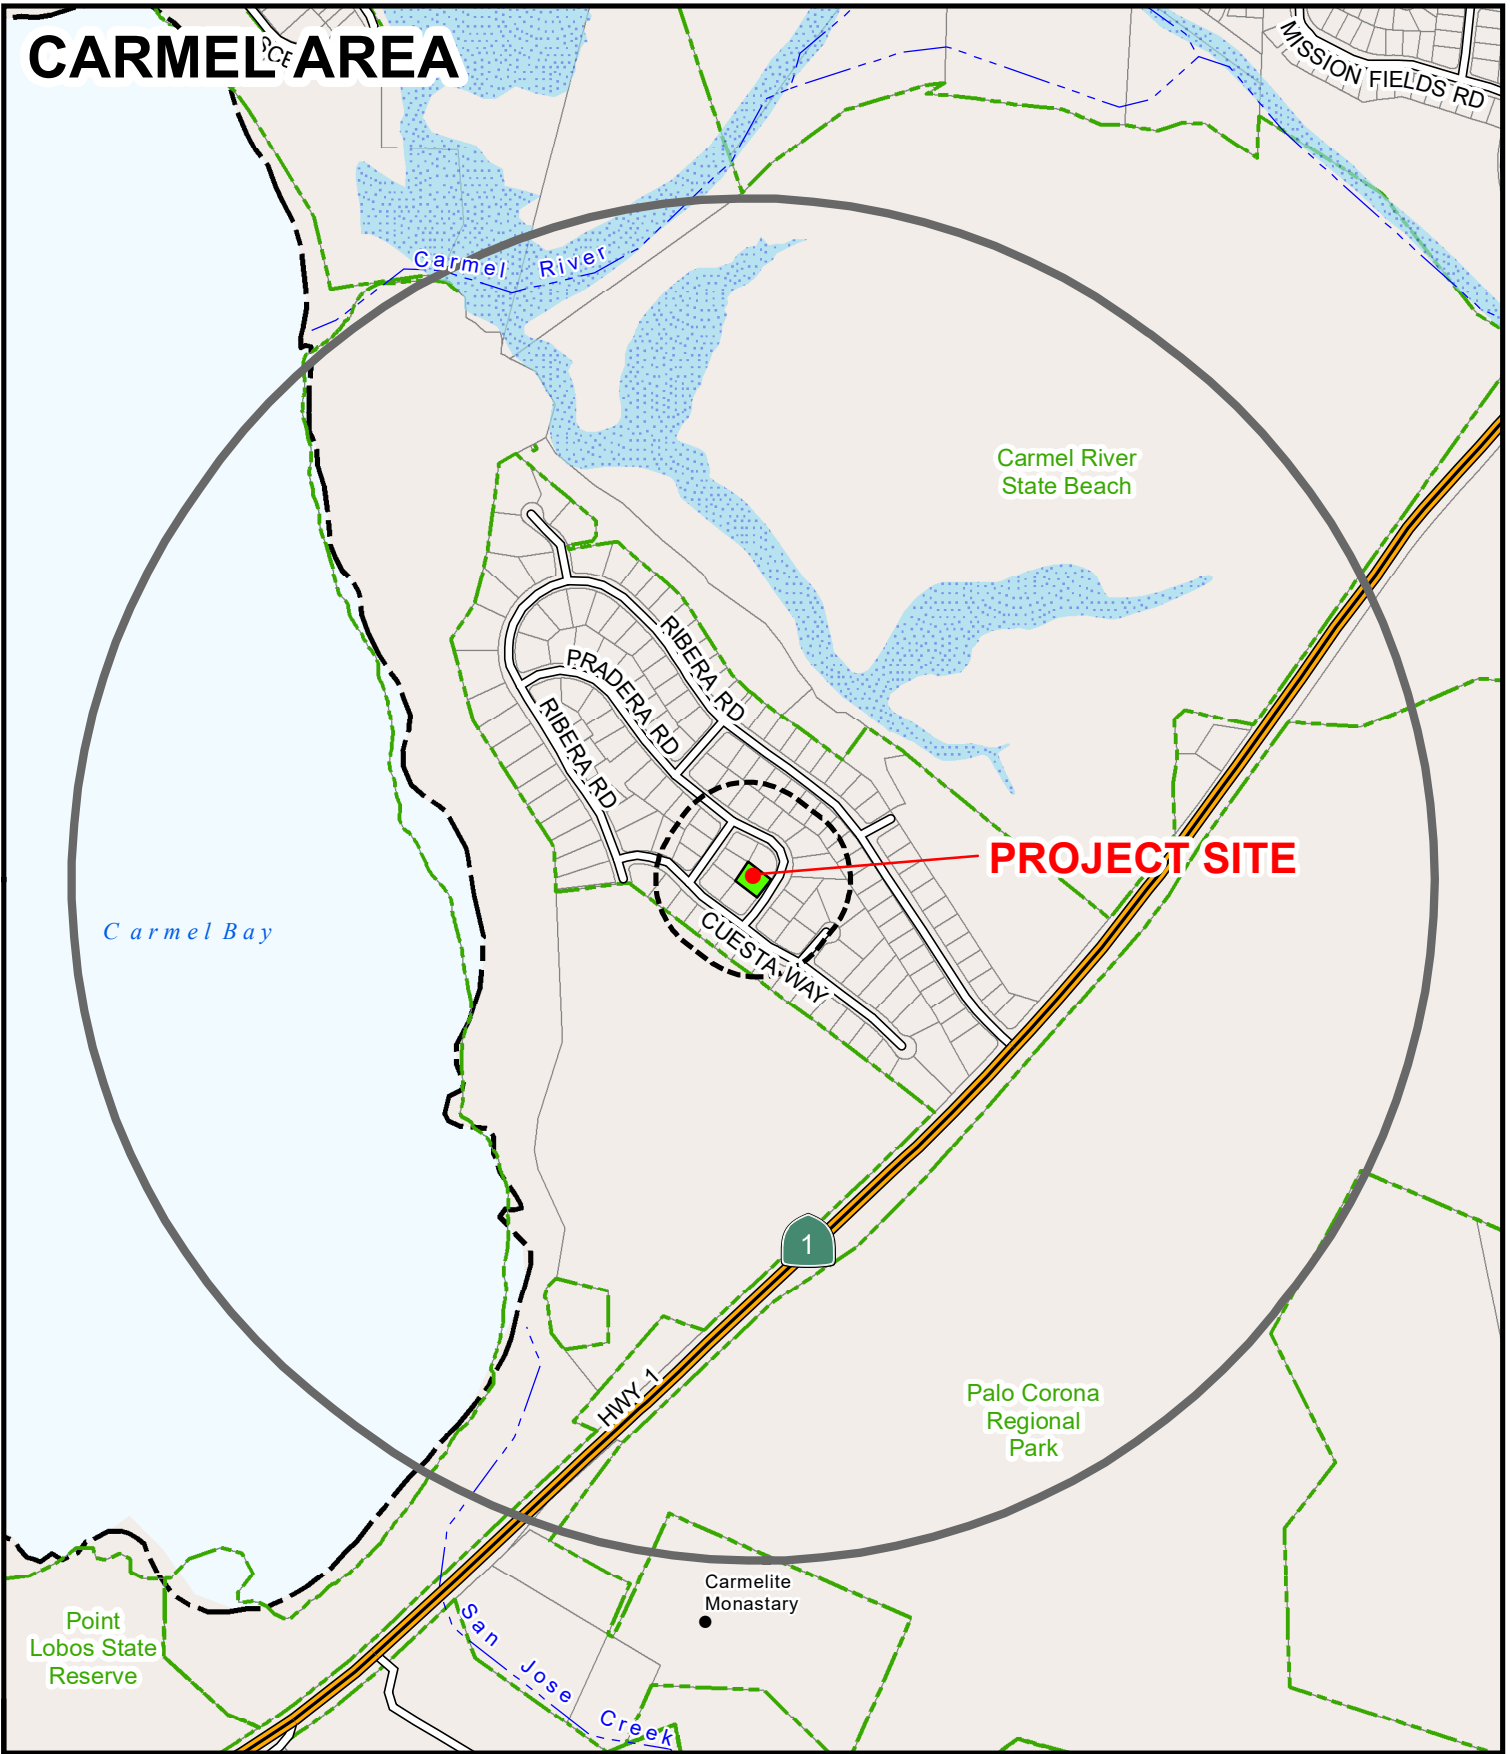 CARMEL AREA
MISSION FIELDS RD
Carmel River
Carmel River
State Beach
RIBERA RD
PRADERA RD
RIBERA RD
PROJECT SITE
CUESTA WAY
Carmel Bay
1
HWY 1
Palo Corona
Regional
Park
Carmelite
Monastary
Point
Lobos State
Reserve
San Jose Creek